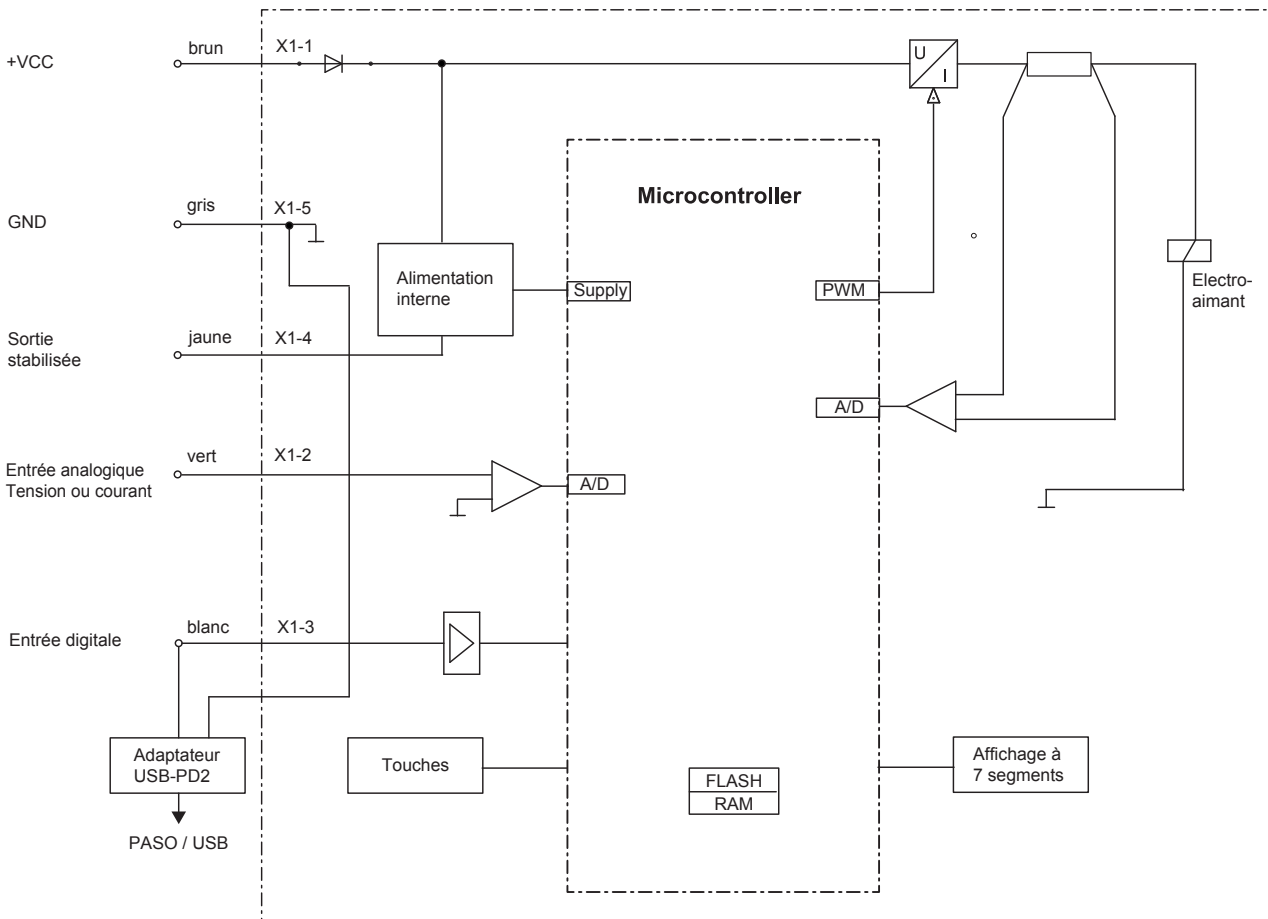 +VCC
brun
X1-1
U
I
Microcontroller
GND
gris
X1-5
Alimentation
interne
Supply
PWM
Electro-
aimant
Sortie
stabilisée
jaune
X1-4
A/D
Entrée analogique
Tension ou courant
vert
X1-2
A/D
Entrée digitale
blanc
X1-3
Adaptateur
USB-PD2
Touches
FLASH
RAM
Affichage à
7 segments
PASO / USB